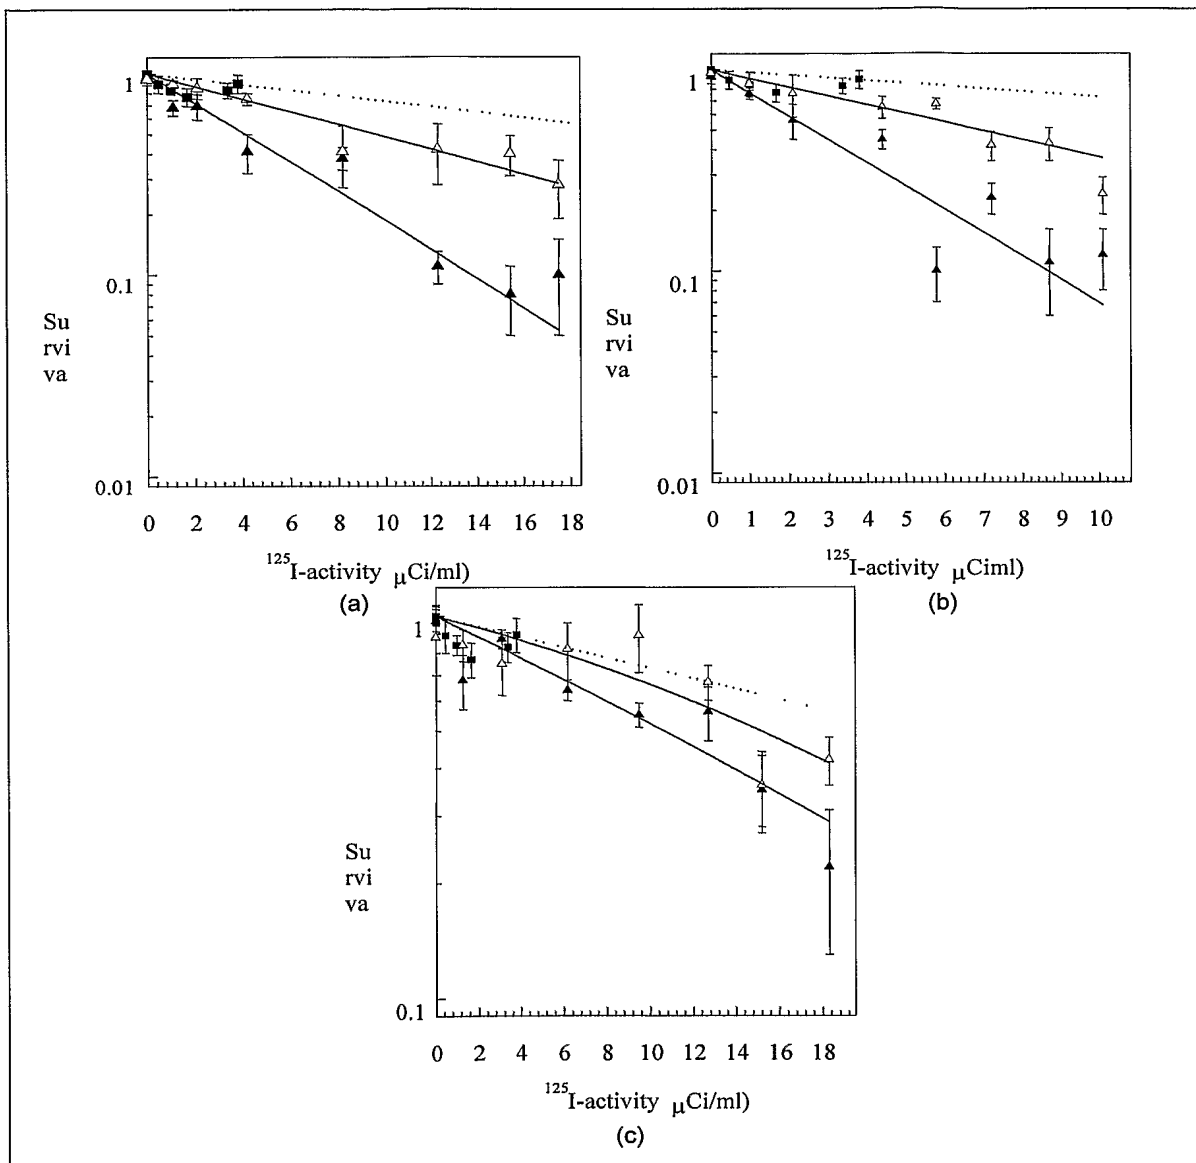 1
0.1
0.01
Su
rvi
va
0 2 4 6 8 10 12 14 16 18
¹²⁵I-activity μCi/ml)
(a)
1
0.1
0.01
Su
rvi
va
0 1 2 3 4 5 6 7 8 9 10
¹²⁵I-activity μCiml)
(b)
1
0.1
Su
rvi
va
0 2 4 6 8 10 12 14 16 18
¹²⁵I-activity μCi/ml)
(c)